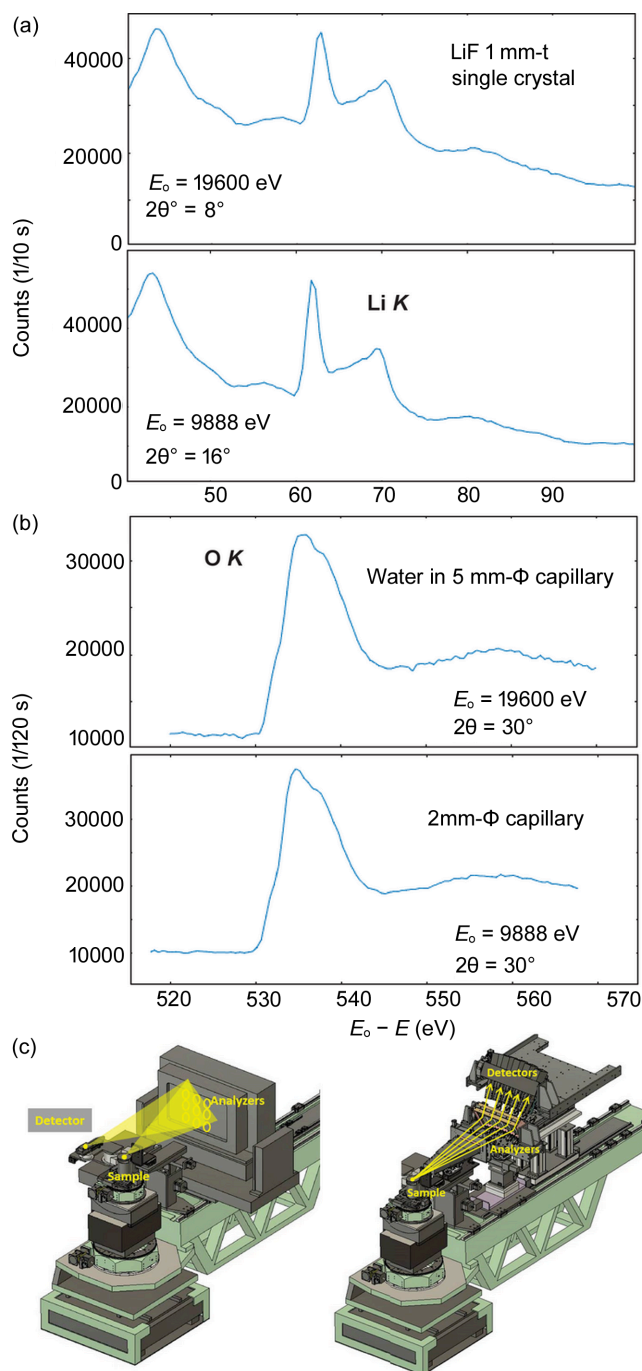 (a)
LiF 1 mm-t
single crystal
40000
20000
0
Eₒ = 19600 eV
2θ° = 8°
Counts (1/10 s)
Li K
40000
20000
0
Eₒ = 9888 eV
2θ° = 16°
50 60 70 80 90
(b)
O K
Water in 5 mm-Φ capillary
30000
20000
10000
Eₒ = 19600 eV
2θ = 30°
Counts (1/120 s)
2mm-Φ capillary
30000
20000
10000
Eₒ = 9888 eV
2θ = 30°
520 530 540 550 560 570
Eₒ − E (eV)
(c)
Detector
Analyzers
Sample
Detectors
Analyzers
Sample